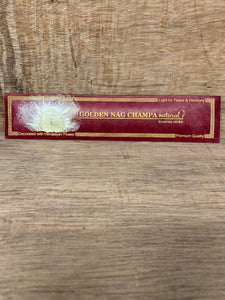 Light for Peace & Harmony
GOLDEN NAG CHAMPA natural
incense sticks
Decorated with Himalayan Flower
Premium Quality